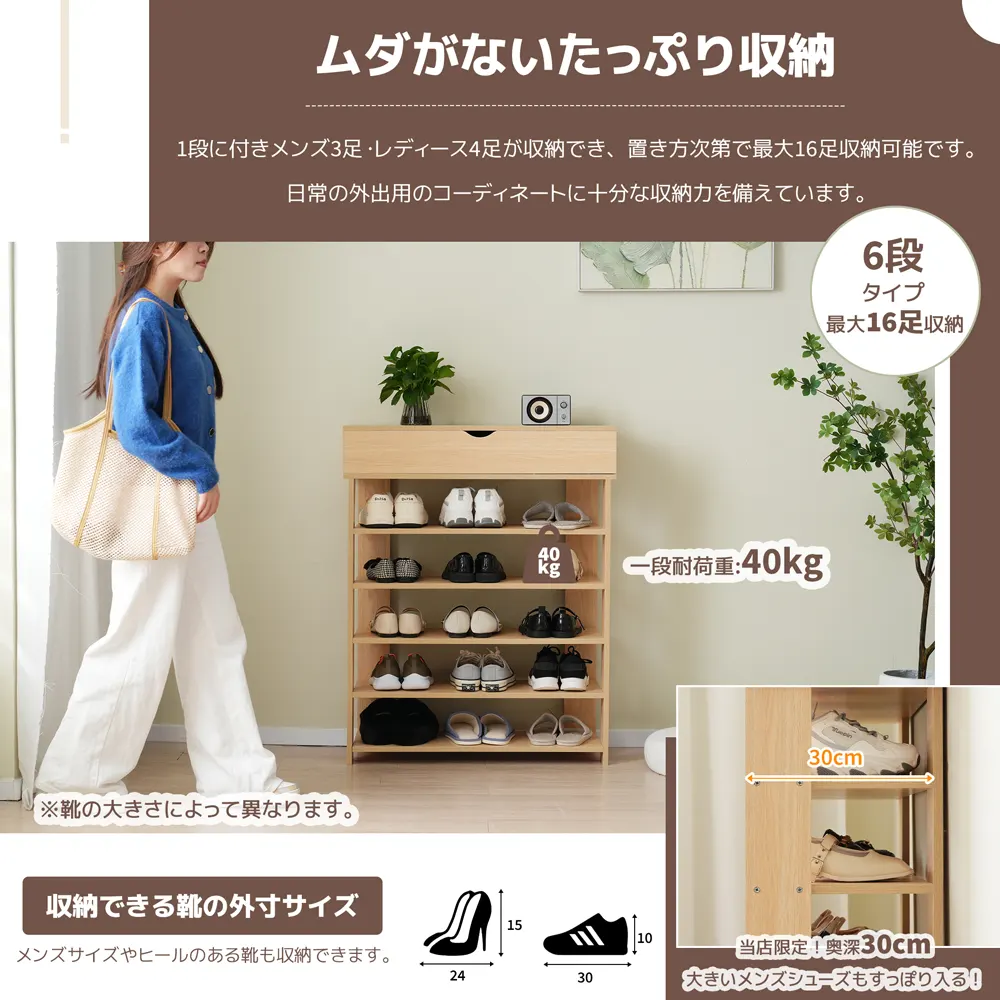 ムダがないたっぷり収納
1段に付きメンズ3足・レディース4足が収納でき、置き方次第で最大16足収納可能です。
日常の外出用のコーディネートに十分な収納力を備えています。
6段
タイプ
最大16足収納
40
kg
一段耐荷重:40kg
※靴の大きさによって異なります。
30cm
収納できる靴の外寸サイズ
メンズサイズやヒールのある靴も収納できます。
15
24
10
30
当店限定！奥深30cm
大きいメンズシューズもすっぽり入る！